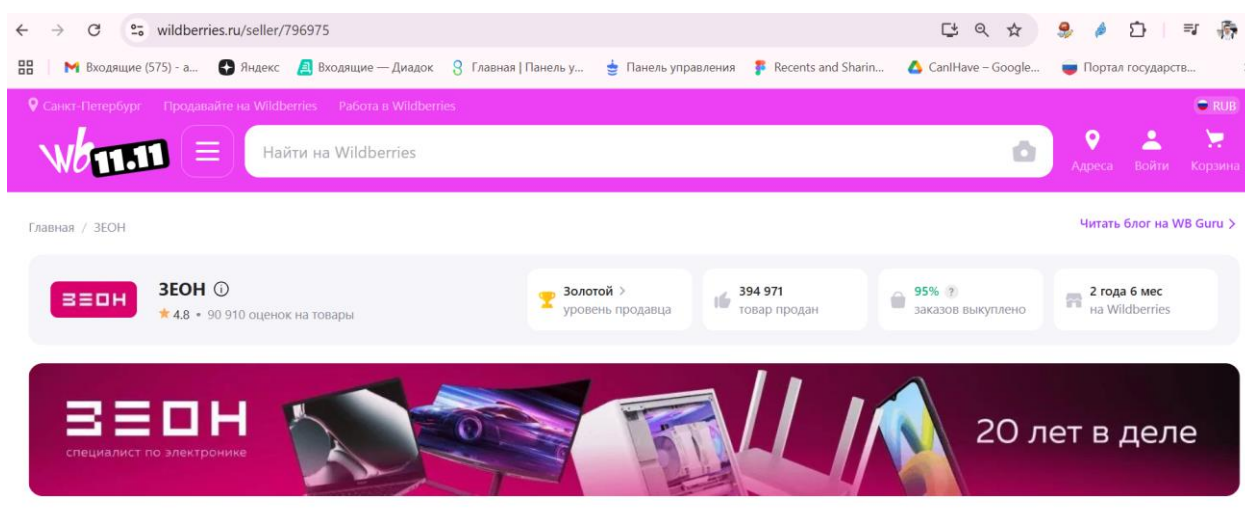 wildberries.ru/seller/796975
Входящие (575) - a... Яндекс Входящие — Диадок Главная | Панель у... Панель управления Recents and Sharin... CanIHave – Google... Портал государств...
Санкт-Петербург Продавайте на Wildberries Работа в Wildberries RUB
wb 11.11 Найти на Wildberries Адреса Войти Корзина
Главная / ЗЕОН Читать блог на WB Guru >
ЗЕОН ЗЕОН
4.8 • 90 910 оценок на товары
Золотой >
уровень продавца
394 971
товар продан
95% ?
заказов выкуплено
2 года 6 мес
на Wildberries
ЗЕОН
специалист по электронике
20 лет в деле